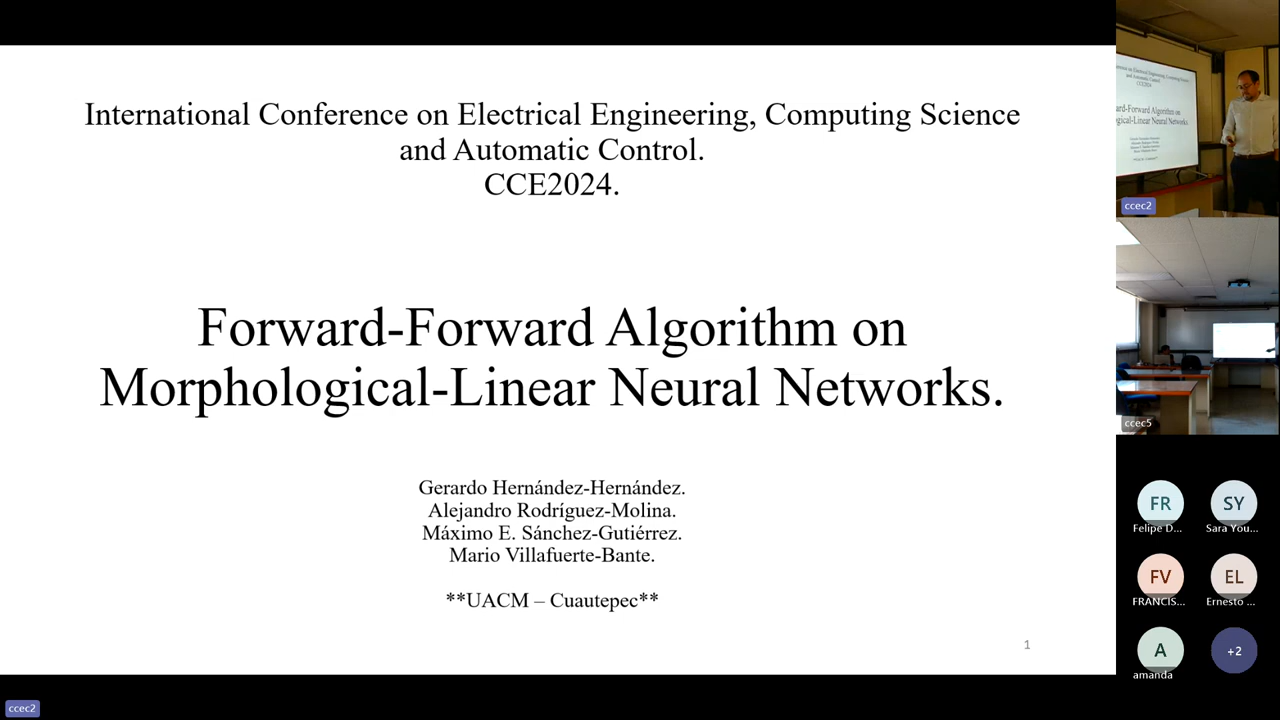 International Conference on Electrical Engineering, Computing Science
and Automatic Control.
CCE2024.
Forward-Forward Algorithm on
Morphological-Linear Neural Networks.
Gerardo Hernández-Hernández.
Alejandro Rodríguez-Molina.
Máximo E. Sánchez-Gutiérrez.
Mario Villafuerte-Bante.
**UACM – Cuautepec**
1
ccec2
ccec2
ccec5
FR
SY
Felipe D...
Sara You...
FV
EL
FRANCIS...
Ernesto ...
A
+2
amanda